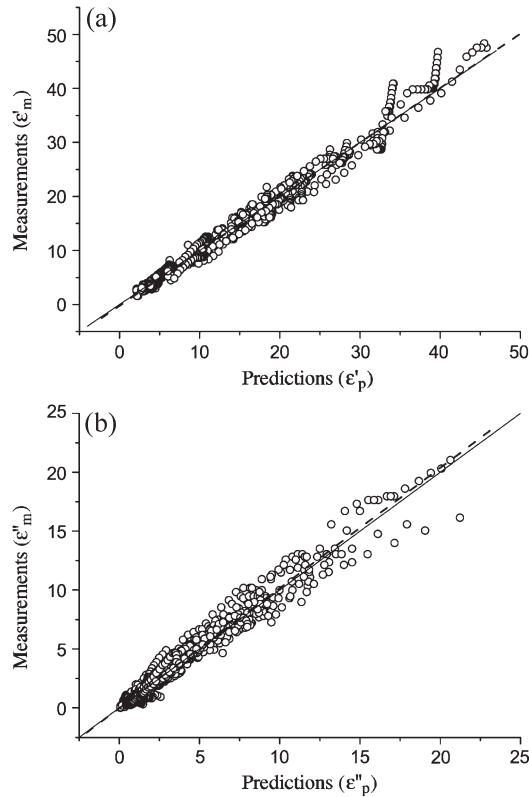 (a)
50
40
30
20
10
0
Measurements (ε'm)
0 10 20 30 40 50
Predictions (ε'p)
(b)
25
20
15
10
5
0
Measurements (ε"m)
0 5 10 15 20 25
Predictions (ε"p)